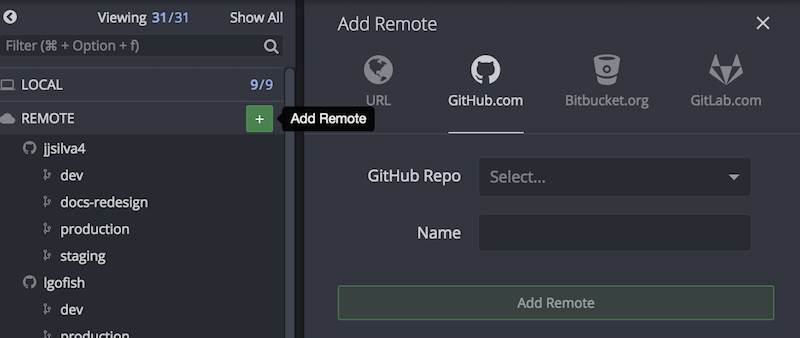 Viewing 31/31 Show All
Filter (⌘ + Option + f)
LOCAL 9/9
REMOTE + Add Remote
jjsilva4
dev
docs-redesign
production
staging
lgofish
dev
production
Add Remote
URL GitHub.com Bitbucket.org GitLab.com
GitHub Repo Select...
Name
Add Remote